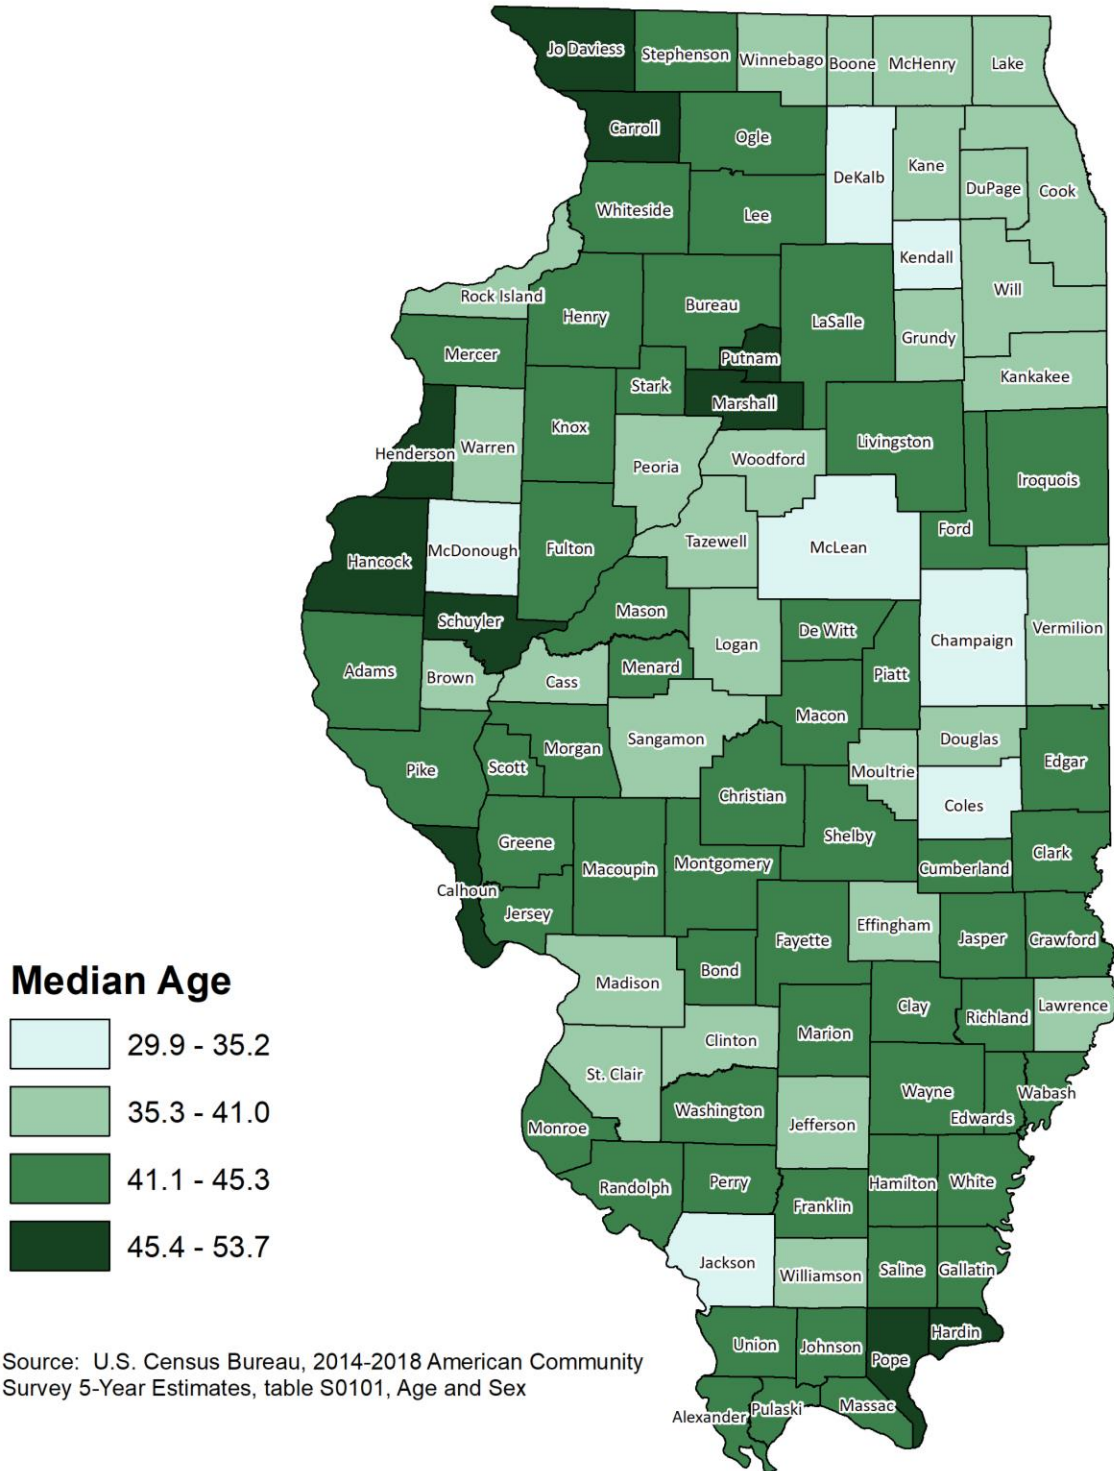 Jo Daviess
Stephenson
Winnebago
Boone
McHenry
Lake
Carroll
Ogle
DeKalb
Kane
DuPage
Cook
Whiteside
Lee
Kendall
Will
Rock Island
Henry
Bureau
LaSalle
Grundy
Mercer
Putnam
Kankakee
Stark
Marshall
Henderson
Warren
Knox
Peoria
Woodford
Livingston
Iroquois
Hancock
McDonough
Fulton
Tazewell
McLean
Ford
Schuyler
Mason
Logan
De Witt
Champaign
Vermilion
Adams
Brown
Cass
Menard
Piatt
Macon
Pike
Scott
Morgan
Sangamon
Moultrie
Douglas
Edgar
Christian
Coles
Shelby
Greene
Macoupin
Montgomery
Cumberland
Clark
Calhoun
Jersey
Fayette
Effingham
Jasper
Crawford
Madison
Bond
Clay
Richland
Lawrence
Clinton
Marion
St. Clair
Wayne
Wabash
Washington
Edwards
Monroe
Jefferson
Randolph
Perry
Franklin
Hamilton
White
Jackson
Williamson
Saline
Gallatin
Union
Johnson
Pope
Hardin
Alexander
Pulaski
Massac
Median Age
29.9 - 35.2
35.3 - 41.0
41.1 - 45.3
45.4 - 53.7
Source: U.S. Census Bureau, 2014-2018 American Community
Survey 5-Year Estimates, table S0101, Age and Sex